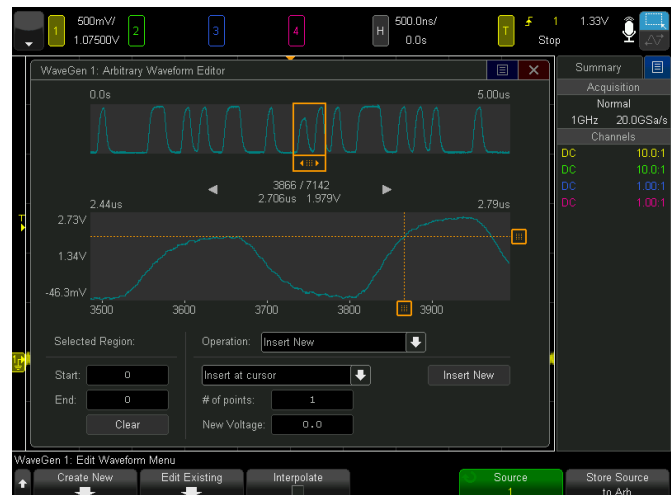 1 500mV/ 1.07500V 2 3 4 H 500.0ns/ 0.0s T 1 1.33V Stop
WaveGen 1: Arbitrary Waveform Editor
0.0s 5.00us
3866 / 7142
2.706us 1.979V
2.44us 2.79us
2.73V
1.34V
-46.3mV
3500 3600 3700 3800 3900
Selected Region:
Operation: Insert New
Start: 0
Insert at cursor
Insert New
End: 0
# of points: 1
Clear
New Voltage: 0.0
Summary
Acquisition
Normal
1GHz 20.0GSa/s
Channels
DC 10.0:1
DC 10.0:1
DC 1.00:1
DC 1.00:1
T
WaveGen 1: Edit Waveform Menu
Create New
Edit Existing
Interpolate
Source
1
Store Source
to Arb